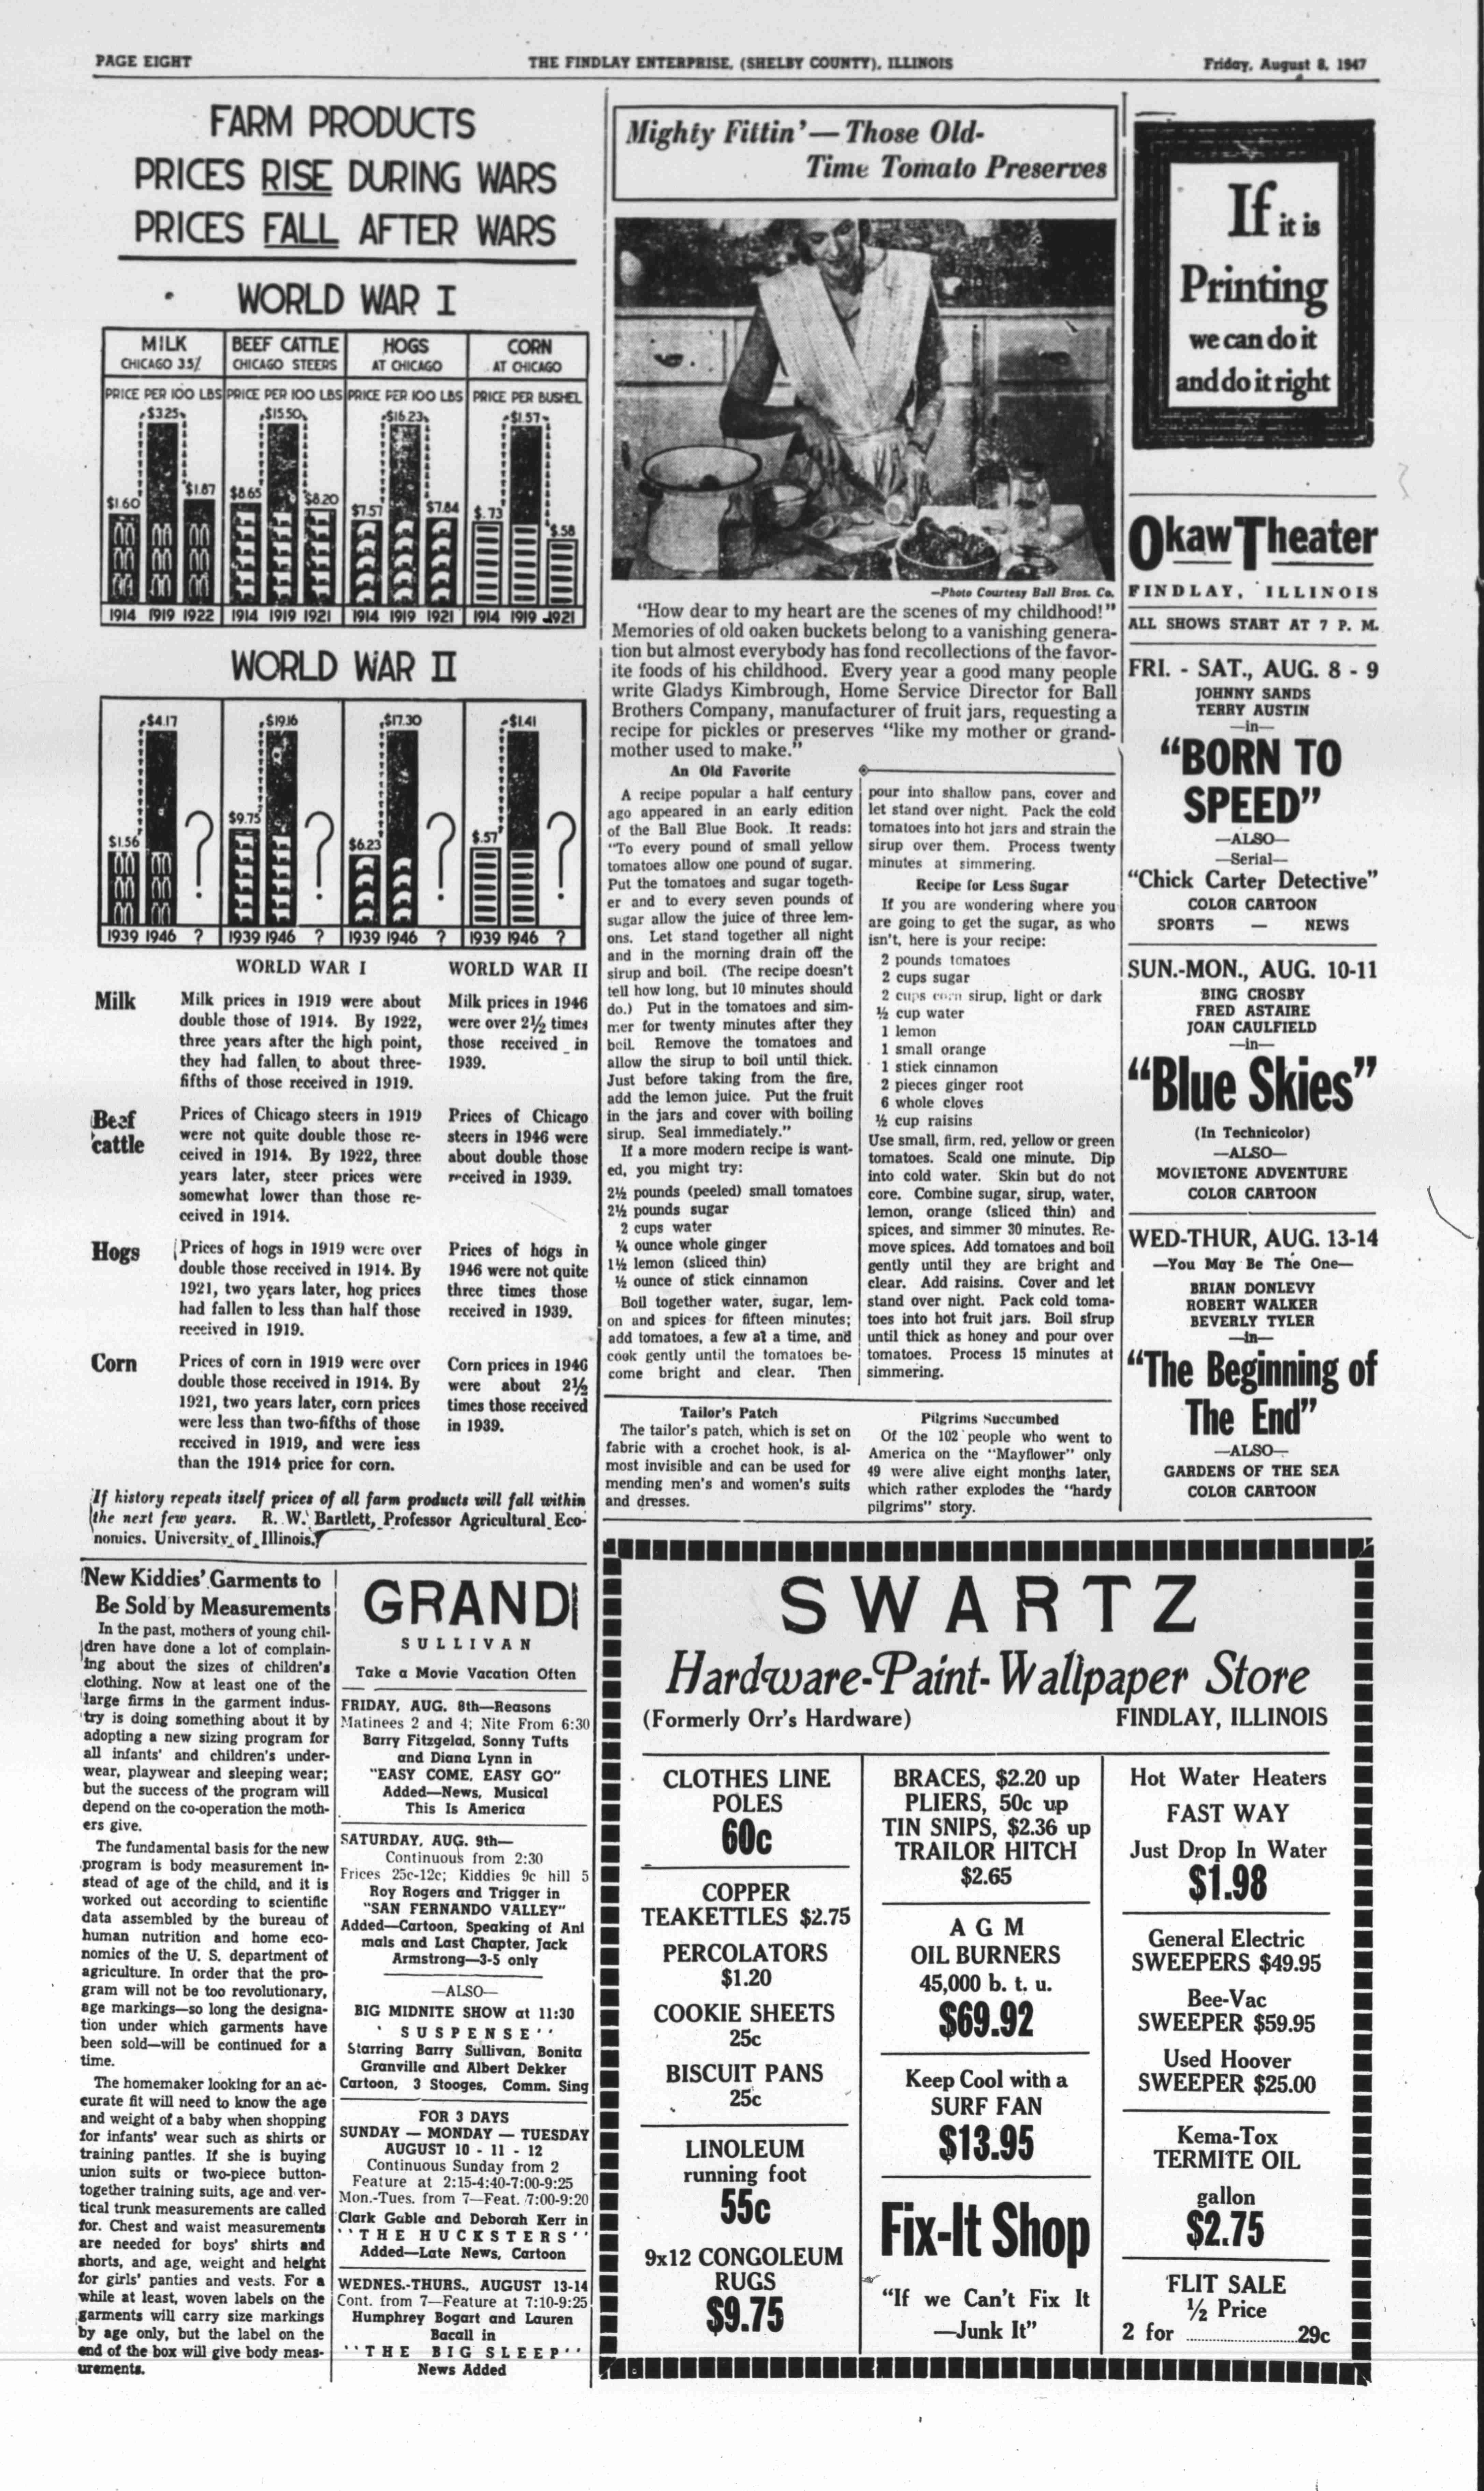 PAGE EIGHT
THE FINDLAY ENTERPRISE, (SHELBY COUNTY), ILLINOIS
Friday, August 8, 1947
FARM PRODUCTS
PRICES RISE DURING WARS
PRICES FALL AFTER WARS
WORLD WAR I
MILK
CHICAGO 3.5%
PRICE PER 100 LBS
$1.60
$3.25
$1.87
1914 1919 1922
BEEF CATTLE
CHICAGO STEERS
PRICE PER 100 LBS
$8.65
$15.50
$8.20
1914 1919 1921
HOGS
AT CHICAGO
PRICE PER 100 LBS
$7.57
$16.23
$7.84
1914 1919 1921
CORN
AT CHICAGO
PRICE PER BUSHEL
$.73
$1.57
$.58
1914 1919 1921
WORLD WAR II
$1.56
$4.17
?
1939 1946 ?
$9.75
$19.16
?
1939 1946 ?
$6.23
$17.30
?
1939 1946 ?
$.57
$1.41
?
1939 1946 ?
WORLD WAR I
WORLD WAR II
Milk
Milk prices in 1919 were about
double those of 1914. By 1922,
three years after the high point,
they had fallen to about three-
fifths of those received in 1919.
Milk prices in 1946
were over 2½ times
those received in
1939.
Beef
cattle
Prices of Chicago steers in 1919
were not quite double those re-
ceived in 1914. By 1922, three
years later, steer prices were
somewhat lower than those re-
ceived in 1914.
Prices of Chicago
steers in 1946 were
about double those
received in 1939.
Hogs
Prices of hogs in 1919 were over
double those received in 1914. By
1921, two years later, hog prices
had fallen to less than half those
received in 1919.
Prices of hogs in
1946 were not quite
three times those
received in 1939.
Corn
Prices of corn in 1919 were over
double those received in 1914. By
1921, two years later, corn prices
were less than two-fifths of those
received in 1919, and were less
than the 1914 price for corn.
Corn prices in 1946
were about 2½
times those received
in 1939.
If history repeats itself prices of all farm products will fall within
the next few years. R. W. Bartlett, Professor Agricultural Eco-
nomics, University of Illinois.
New Kiddies' Garments to
Be Sold by Measurements
In the past, mothers of young chil-
dren have done a lot of complain-
ing about the sizes of children's
clothing. Now at least one of the
large firms in the garment indus-
try is doing something about it by
adopting a new sizing program for
all infants' and children's under-
wear, playwear and sleeping wear;
but the success of the program will
depend on the co-operation the moth-
ers give.
The fundamental basis for the new
program is body measurement in-
stead of age of the child, and it is
worked out according to scientific
data assembled by the bureau of
human nutrition and home eco-
nomics of the U. S. department of
agriculture. In order that the pro-
gram will not be too revolutionary,
age markings—so long the designa-
tion under which garments have
been sold—will be continued for a
time.
The homemaker looking for an ac-
curate fit will need to know the age
and weight of a baby when shopping
for infants' wear such as shirts or
training panties. If she is buying
union suits or two-piece button-
together training suits, age and ver-
tical trunk measurements are called
for. Chest and waist measurements
are needed for boys' shirts and
shorts, and age, weight and height
for girls' panties and vests. For a
while at least, woven labels on the
garments will carry size markings
by age only, but the label on the
end of the box will give body meas-
urements.
GRAND
SULLIVAN
Take a Movie Vacation Often
FRIDAY, AUG. 8th—Reasons
Matinees 2 and 4; Nite From 6:30
Barry Fitzgelad, Sonny Tufts
and Diana Lynn in
"EASY COME, EASY GO"
Added—News, Musical
This Is America
SATURDAY, AUG. 9th—
Continuous from 2:30
Prices 25c-12c; Kiddies 9c hill 5
Roy Rogers and Trigger in
"SAN FERNANDO VALLEY"
Added—Cartoon, Speaking of Ani
mals and Last Chapter, Jack
Armstrong—3-5 only
—ALSO—
BIG MIDNITE SHOW at 11:30
' SUSPENSE''
Starring Barry Sullivan, Bonita
Granville and Albert Dekker
Cartoon, 3 Stooges, Comm. Sing
FOR 3 DAYS
SUNDAY — MONDAY — TUESDAY
AUGUST 10 - 11 - 12
Continuous Sunday from 2
Feature at 2:15-4:40-7:00-9:25
Mon.-Tues. from 7—Feat. 7:00-9:20
Clark Gable and Deborah Kerr in
''THE HUCKSTERS''
Added—Late News, Cartoon
WEDNES.-THURS., AUGUST 13-14
Cont. from 7—Feature at 7:10-9:25
Humphrey Bogart and Lauren
Bacall in
''THE BIG SLEEP''
News Added
Mighty Fittin'—Those Old-
Time Tomato Preserves
—Photo Courtesy Ball Bros. Co.
"How dear to my heart are the scenes of my childhood!"
Memories of old oaken buckets belong to a vanishing genera-
tion but almost everybody has fond recollections of the favor-
ite foods of his childhood. Every year a good many people
write Gladys Kimbrough, Home Service Director for Ball
Brothers Company, manufacturer of fruit jars, requesting a
recipe for pickles or preserves "like my mother or grand-
mother used to make."
An Old Favorite
A recipe popular a half century
ago appeared in an early edition
of the Ball Blue Book. It reads:
"To every pound of small yellow
tomatoes allow one pound of sugar.
Put the tomatoes and sugar togeth-
er and to every seven pounds of
sugar allow the juice of three lem-
ons. Let stand together all night
and in the morning drain off the
sirup and boil. (The recipe doesn't
tell how long, but 10 minutes should
do.) Put in the tomatoes and sim-
mer for twenty minutes after they
boil. Remove the tomatoes and
allow the sirup to boil until thick.
Just before taking from the fire,
add the lemon juice. Put the fruit
in the jars and cover with boiling
sirup. Seal immediately."
If a more modern recipe is want-
ed, you might try:
2½ pounds (peeled) small tomatoes
2½ pounds sugar
2 cups water
¼ ounce whole ginger
1½ lemon (sliced thin)
½ ounce of stick cinnamon
Boil together water, sugar, lem-
on and spices for fifteen minutes;
add tomatoes, a few at a time, and
cook gently until the tomatoes be-
come bright and clear. Then
pour into shallow pans, cover and
let stand over night. Pack the cold
tomatoes into hot jars and strain the
sirup over them. Process twenty
minutes at simmering.
Recipe for Less Sugar
If you are wondering where you
are going to get the sugar, as who
isn't, here is your recipe:
2 pounds tomatoes
2 cups sugar
2 cups corn sirup, light or dark
½ cup water
1 lemon
1 small orange
1 stick cinnamon
2 pieces ginger root
6 whole cloves
½ cup raisins
Use small, firm, red, yellow or green
tomatoes. Scald one minute. Dip
into cold water. Skin but do not
core. Combine sugar, sirup, water,
lemon, orange (sliced thin) and
spices, and simmer 30 minutes. Re-
move spices. Add tomatoes and boil
gently until they are bright and
clear. Add raisins. Cover and let
stand over night. Pack cold toma-
toes into hot fruit jars. Boil sirup
until thick as honey and pour over
tomatoes. Process 15 minutes at
simmering.
Tailor's Patch
The tailor's patch, which is set on
fabric with a crochet hook, is al-
most invisible and can be used for
mending men's and women's suits
and dresses.
Pilgrims Succumbed
Of the 102 people who went to
America on the "Mayflower" only
49 were alive eight months later,
which rather explodes the "hardy
pilgrims" story.
If it is
Printing
we can do it
and do it right
Okaw Theater
FINDLAY, ILLINOIS
ALL SHOWS START AT 7 P. M.
FRI. - SAT., AUG. 8 - 9
JOHNNY SANDS
TERRY AUSTIN
—in—
"BORN TO
SPEED"
—ALSO—
—Serial—
"Chick Carter Detective"
COLOR CARTOON
SPORTS — NEWS
SUN.-MON., AUG. 10-11
BING CROSBY
FRED ASTAIRE
JOAN CAULFIELD
—in—
"Blue Skies"
(In Technicolor)
—ALSO—
MOVIETONE ADVENTURE
COLOR CARTOON
WED-THUR, AUG. 13-14
—You May Be The One—
BRIAN DONLEVY
ROBERT WALKER
BEVERLY TYLER
—in—
"The Beginning of
The End"
—ALSO—
GARDENS OF THE SEA
COLOR CARTOON
SWARTZ
Hardware-Paint-Wallpaper Store
(Formerly Orr's Hardware)
FINDLAY, ILLINOIS
CLOTHES LINE
POLES
60c
COPPER
TEAKETTLES $2.75
PERCOLATORS
$1.20
COOKIE SHEETS
25c
BISCUIT PANS
25c
LINOLEUM
running foot
55c
9x12 CONGOLEUM
RUGS
$9.75
BRACES, $2.20 up
PLIERS, 50c up
TIN SNIPS, $2.36 up
TRAILOR HITCH
$2.65
A G M
OIL BURNERS
45,000 b. t. u.
$69.92
Keep Cool with a
SURF FAN
$13.95
Fix-It Shop
"If we Can't Fix It
—Junk It"
Hot Water Heaters
FAST WAY
Just Drop In Water
$1.98
General Electric
SWEEPERS $49.95
Bee-Vac
SWEEPER $59.95
Used Hoover
SWEEPER $25.00
Kema-Tox
TERMITE OIL
gallon
$2.75
FLIT SALE
½ Price
2 for ........................ 29c